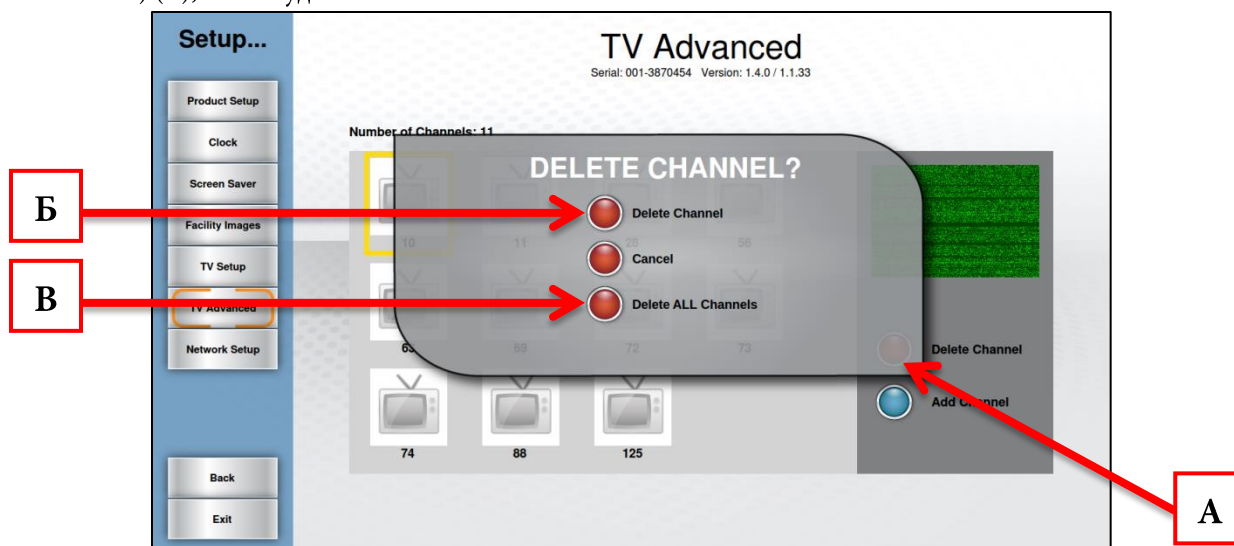 Setup...
TV Advanced
Serial: 001-3870454 Version: 1.4.0 / 1.1.33
Product Setup
Clock
Screen Saver
Facility Images
TV Setup
TV Advanced
Network Setup
Back
Exit
Number of Channels: 11
DELETE CHANNEL?
Delete Channel
Cancel
Delete ALL Channels
10 11 28 56
63 69 72 73
74 88 125
Delete Channel
Add Channel
Б
В
А